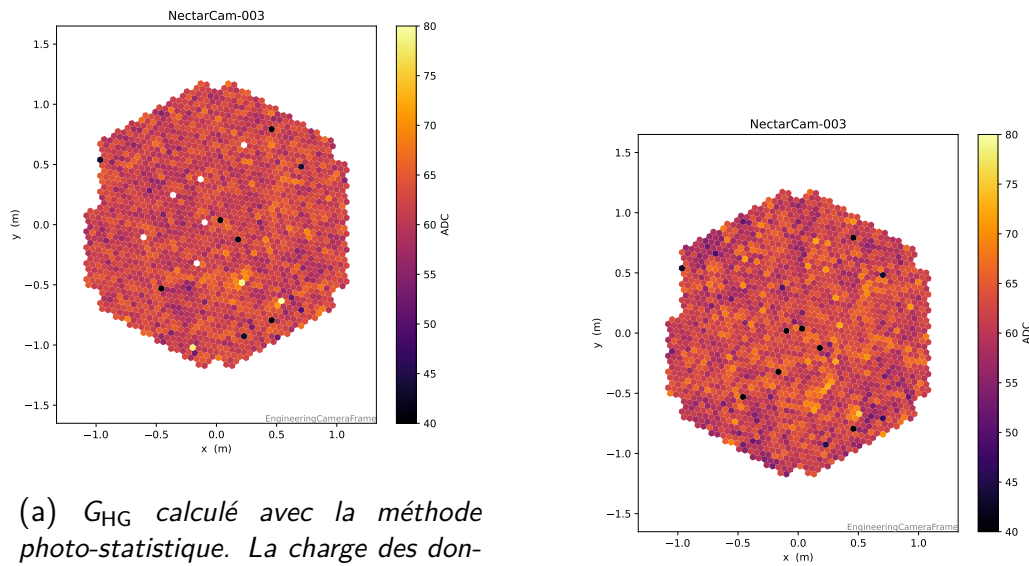 NectarCam-003
1.5
1.0
0.5
0.0
−0.5
−1.0
−1.5
y (m)
−1.0 −0.5 0.0 0.5 1.0
x (m)
EngineeringCameraFrame
80
75
70
65
60
55
50
45
40
ADC
(a) G_HG calculé avec la méthode
photo-statistique. La charge des don-
NectarCam-003
1.5
1.0
0.5
0.0
−0.5
−1.0
−1.5
y (m)
−1.0 −0.5 0.0 0.5 1.0
x (m)
EngineeringCameraFrame
80
75
70
65
60
55
50
45
40
ADC